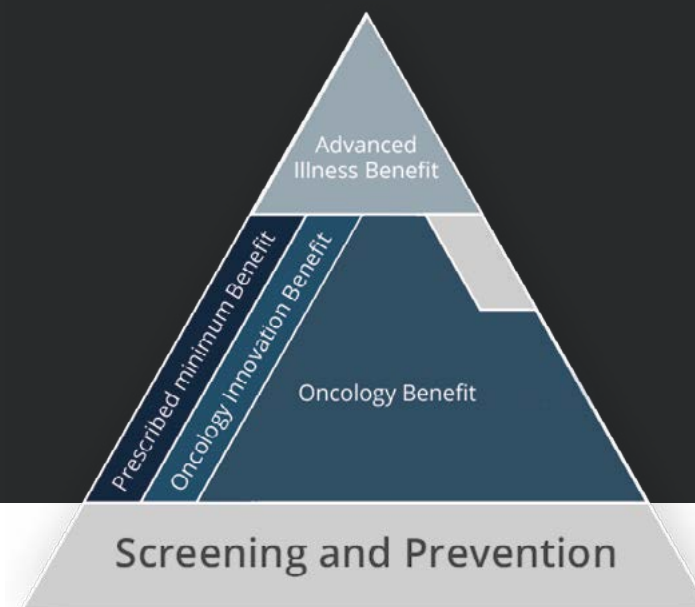 Advanced
Illness Benefit
Prescribed minimum Benefit
Oncology innovation Benefit
Oncology Benefit
Screening and Prevention